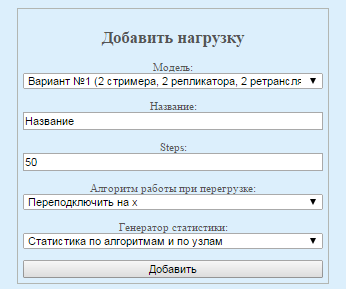 Добавить нагрузку
Модель:
Вариант №1 (2 стримера, 2 репликатора, 2 ретрансля
Название:
Название
Steps:
50
Алгоритм работы при перегрузке:
Переподключить на x
Генератор статистики:
Статистика по алгоритмам и по узлам
Добавить